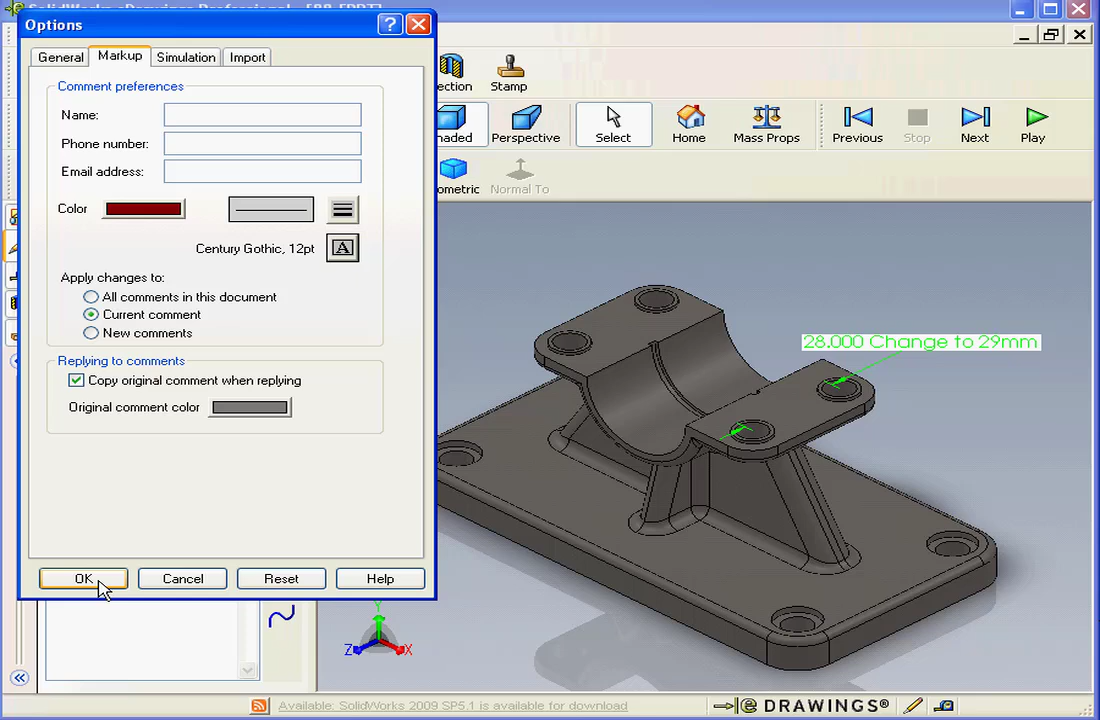 Options
General Markup Simulation Import
Comment preferences
Name:
Phone number:
Email address:
Color
Century Gothic, 12pt A
Apply changes to:
All comments in this document
Current comment
New comments
Replying to comments
Copy original comment when replying
Original comment color
OK Cancel Reset Help
ection Stamp
haded Perspective Select Home Mass Props Previous Stop Next Play
ometric Normal To
28.000 Change to 29mm
Y
Z X
Available: SolidWorks 2009 SP5.1 is available for download
e DRAWINGS®